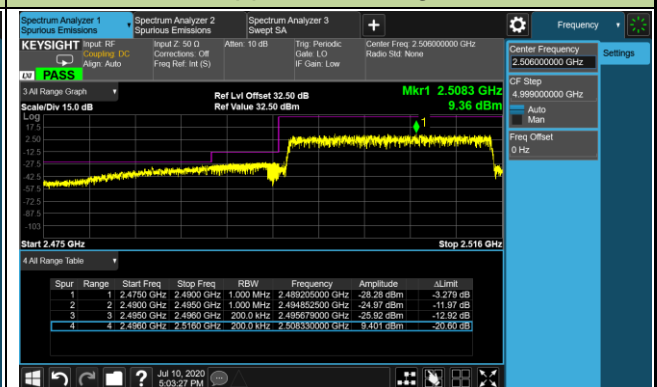 Spectrum Analyzer 1
Spurious Emissions
Spectrum Analyzer 2
Spurious Emissions
Spectrum Analyzer 3
Swept SA
+
Frequency
KEYSIGHT
Input: RF
Coupling: DC
Align: Auto
Input Z: 50 Ω
Corrections: Off
Freq Ref: Int (S)
Atten: 10 dB
Trig: Periodic
Gate: LO
IF Gain: Low
Center Freq: 2.506000000 GHz
Radio Std: None
LXI
PASS
Center Frequency
2.506000000 GHz
Settings
CF Step
4.999000000 GHz
Auto
Man
Freq Offset
0 Hz
3 All Range Graph
Scale/Div 15.0 dB
Ref Lvl Offset 32.50 dB
Ref Value 32.50 dBm
Mkr1 2.5083 GHz
9.36 dBm
Log
17.5
2.50
-12.5
-27.5
-42.5
-57.5
-72.5
-87.5
-103
1
Start 2.475 GHz
Stop 2.516 GHz
4 All Range Table
Spur Range Start Freq Stop Freq RBW Frequency Amplitude ΔLimit
1 1 2.4750 GHz 2.4900 GHz 1.000 MHz 2.489205000 GHz -28.28 dBm -3.279 dB
2 2 2.4900 GHz 2.4950 GHz 1.000 MHz 2.494852500 GHz -24.97 dBm -11.97 dB
3 3 2.4950 GHz 2.4960 GHz 200.0 kHz 2.495679000 GHz -25.92 dBm -12.92 dB
4 4 2.4960 GHz 2.5160 GHz 200.0 kHz 2.508330000 GHz 9.401 dBm -20.60 dB
?
Jul 10, 2020
5:03:27 PM